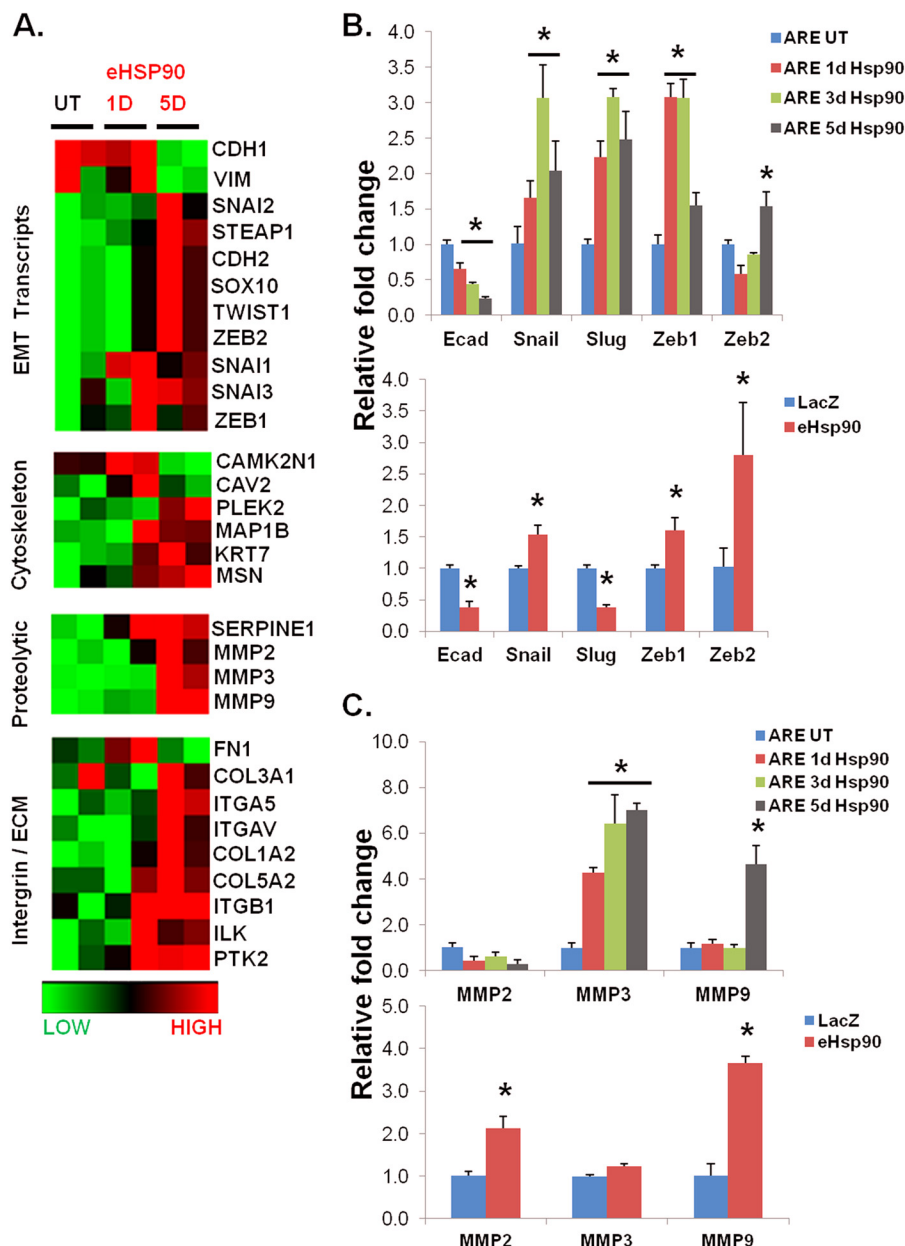 A.
eHSP90
UT 1D 5D
EMT Transcripts
CDH1
VIM
SNAI2
STEAP1
CDH2
SOX10
TWIST1
ZEB2
SNAI1
SNAI3
ZEB1
Cytoskeleton
CAMK2N1
CAV2
PLEK2
MAP1B
KRT7
MSN
Proteolytic
SERPINE1
MMP2
MMP3
MMP9
Intergrin / ECM
FN1
COL3A1
ITGA5
ITGAV
COL1A2
COL5A2
ITGB1
ILK
PTK2
LOW HIGH
B.
Relative fold change
4.0
3.5
3.0
2.5
2.0
1.5
1.0
0.5
0.0
* * * * *
ARE UT
ARE 1d Hsp90
ARE 3d Hsp90
ARE 5d Hsp90
Ecad Snail Slug Zeb1 Zeb2
4.0
3.5
3.0
2.5
2.0
1.5
1.0
0.5
0.0
* * * * *
LacZ
eHsp90
Ecad Snail Slug Zeb1 Zeb2
C.
Relative fold change
10.0
8.0
6.0
4.0
2.0
0.0
* *
ARE UT
ARE 1d Hsp90
ARE 3d Hsp90
ARE 5d Hsp90
MMP2 MMP3 MMP9
5.0
4.0
3.0
2.0
1.0
0.0
* *
LacZ
eHsp90
MMP2 MMP3 MMP9